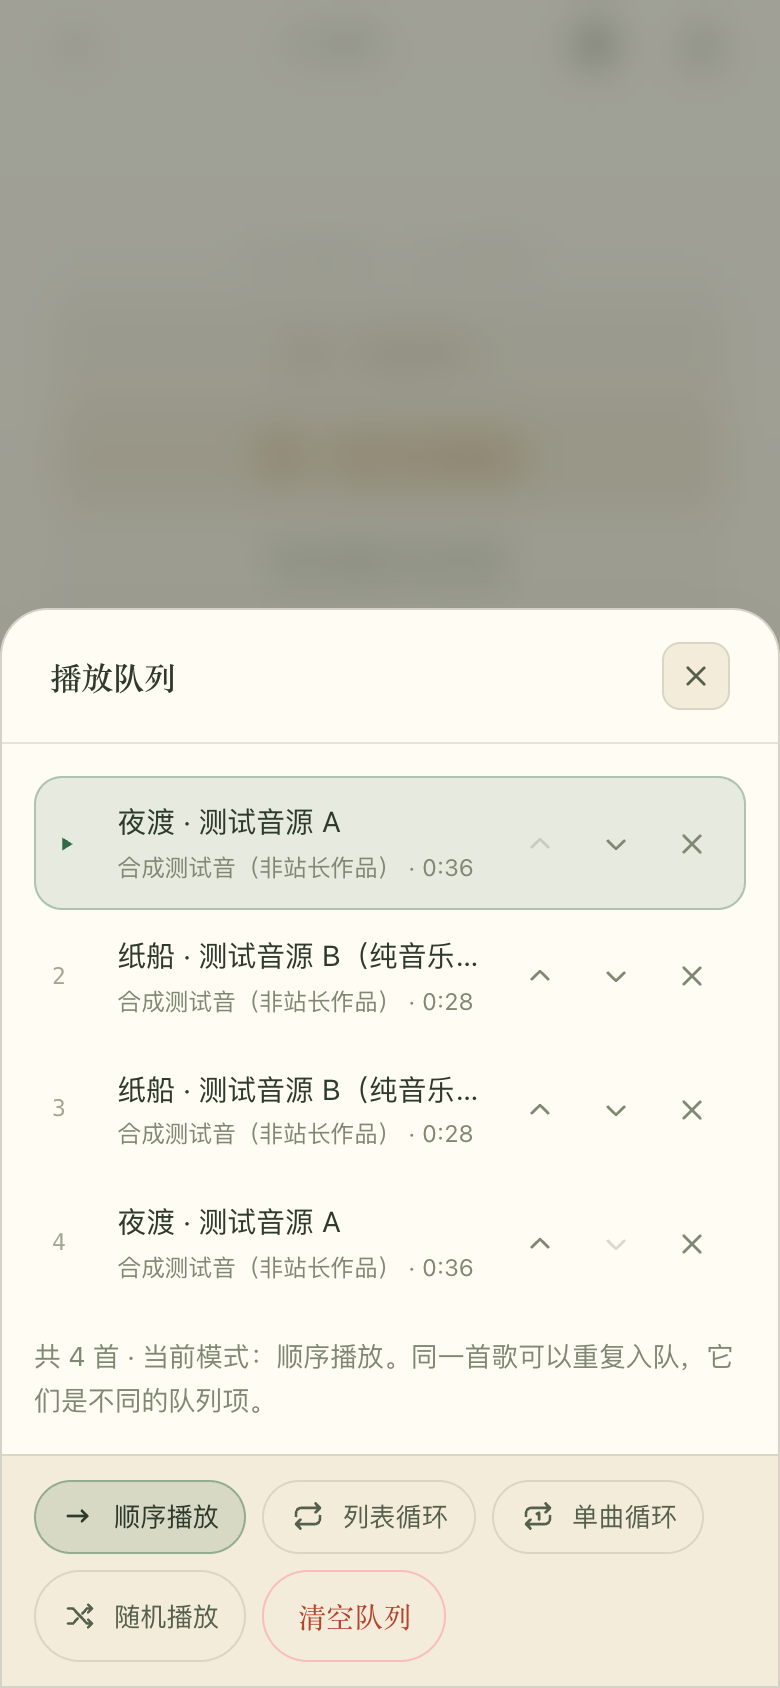 播放队列
夜渡 · 测试音源 A
合成测试音（非站长作品） · 0:36
2
纸船 · 测试音源 B（纯音乐...
合成测试音（非站长作品） · 0:28
3
纸船 · 测试音源 B（纯音乐...
合成测试音（非站长作品） · 0:28
4
夜渡 · 测试音源 A
合成测试音（非站长作品） · 0:36
共 4 首 · 当前模式：顺序播放。同一首歌可以重复入队，它
们是不同的队列项。
顺序播放
列表循环
单曲循环
随机播放
清空队列